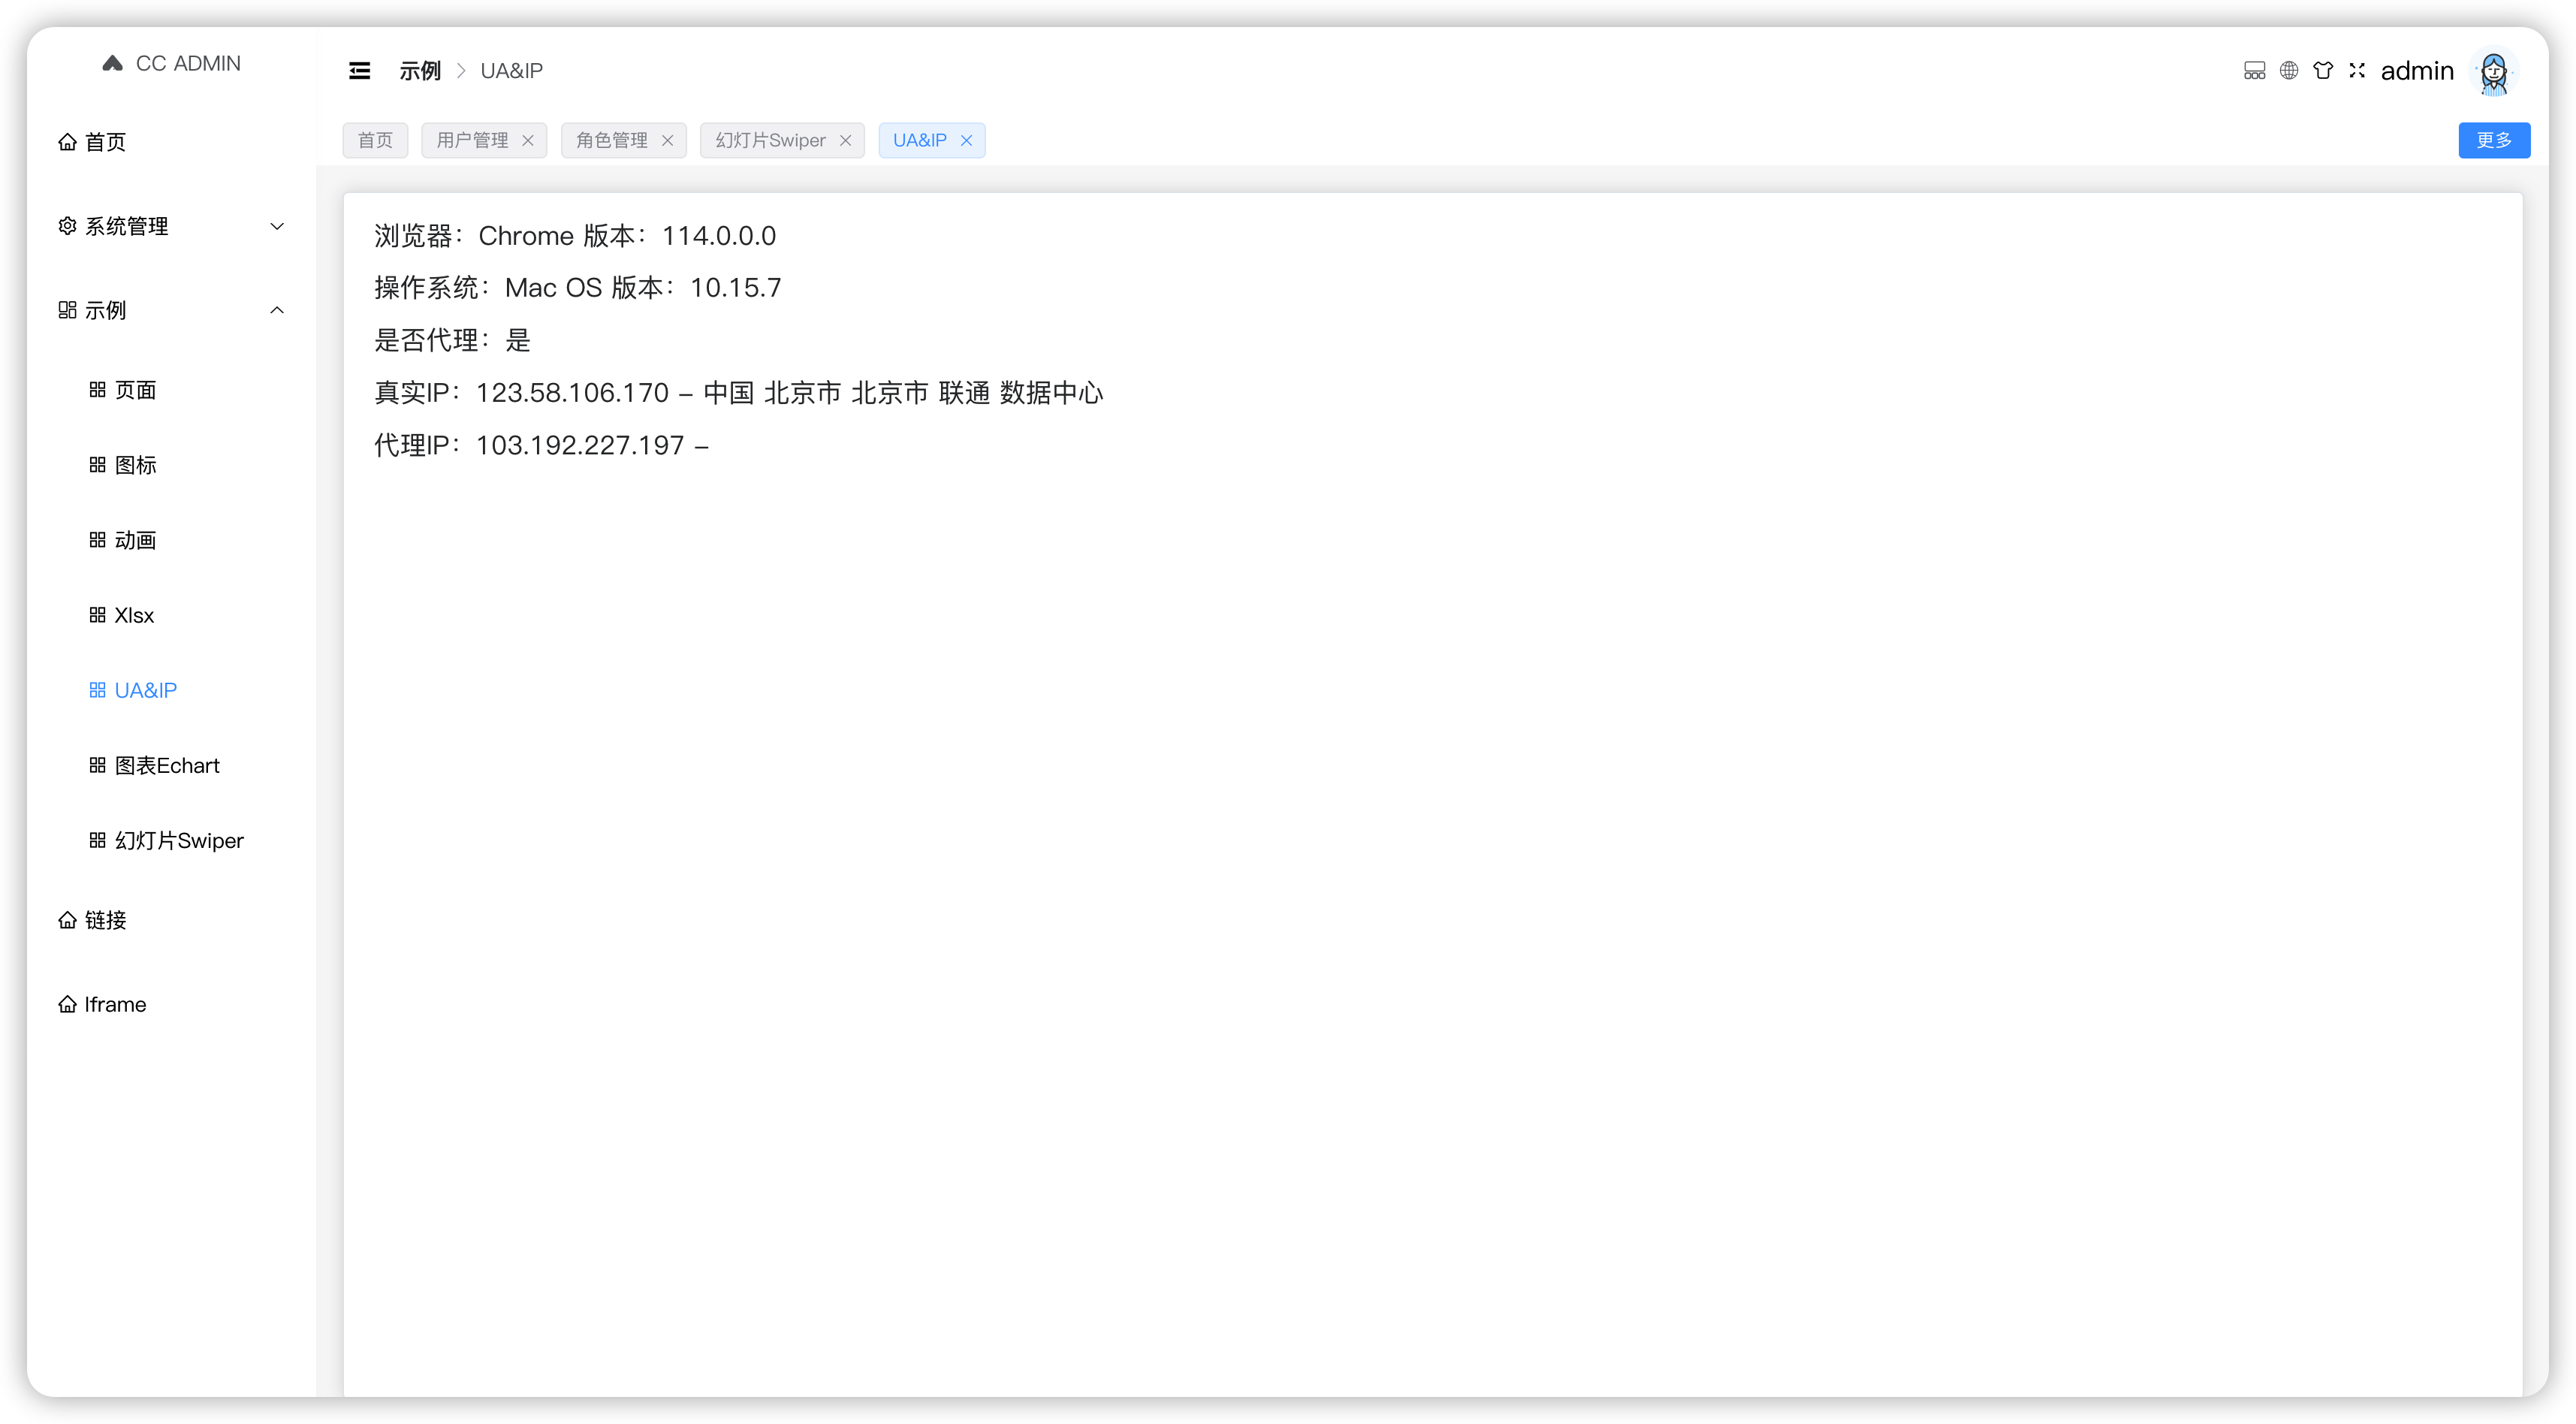 CC ADMIN
首页
系统管理
示例
页面
图标
动画
Xlsx
UA&IP
图表Echart
幻灯片Swiper
链接
Iframe
示例 > UA&IP
admin
首页
用户管理
角色管理
幻灯片Swiper
UA&IP
更多
浏览器：Chrome 版本：114.0.0.0
操作系统：Mac OS 版本：10.15.7
是否代理：是
真实IP：123.58.106.170 – 中国 北京市 北京市 联通 数据中心
代理IP：103.192.227.197 –